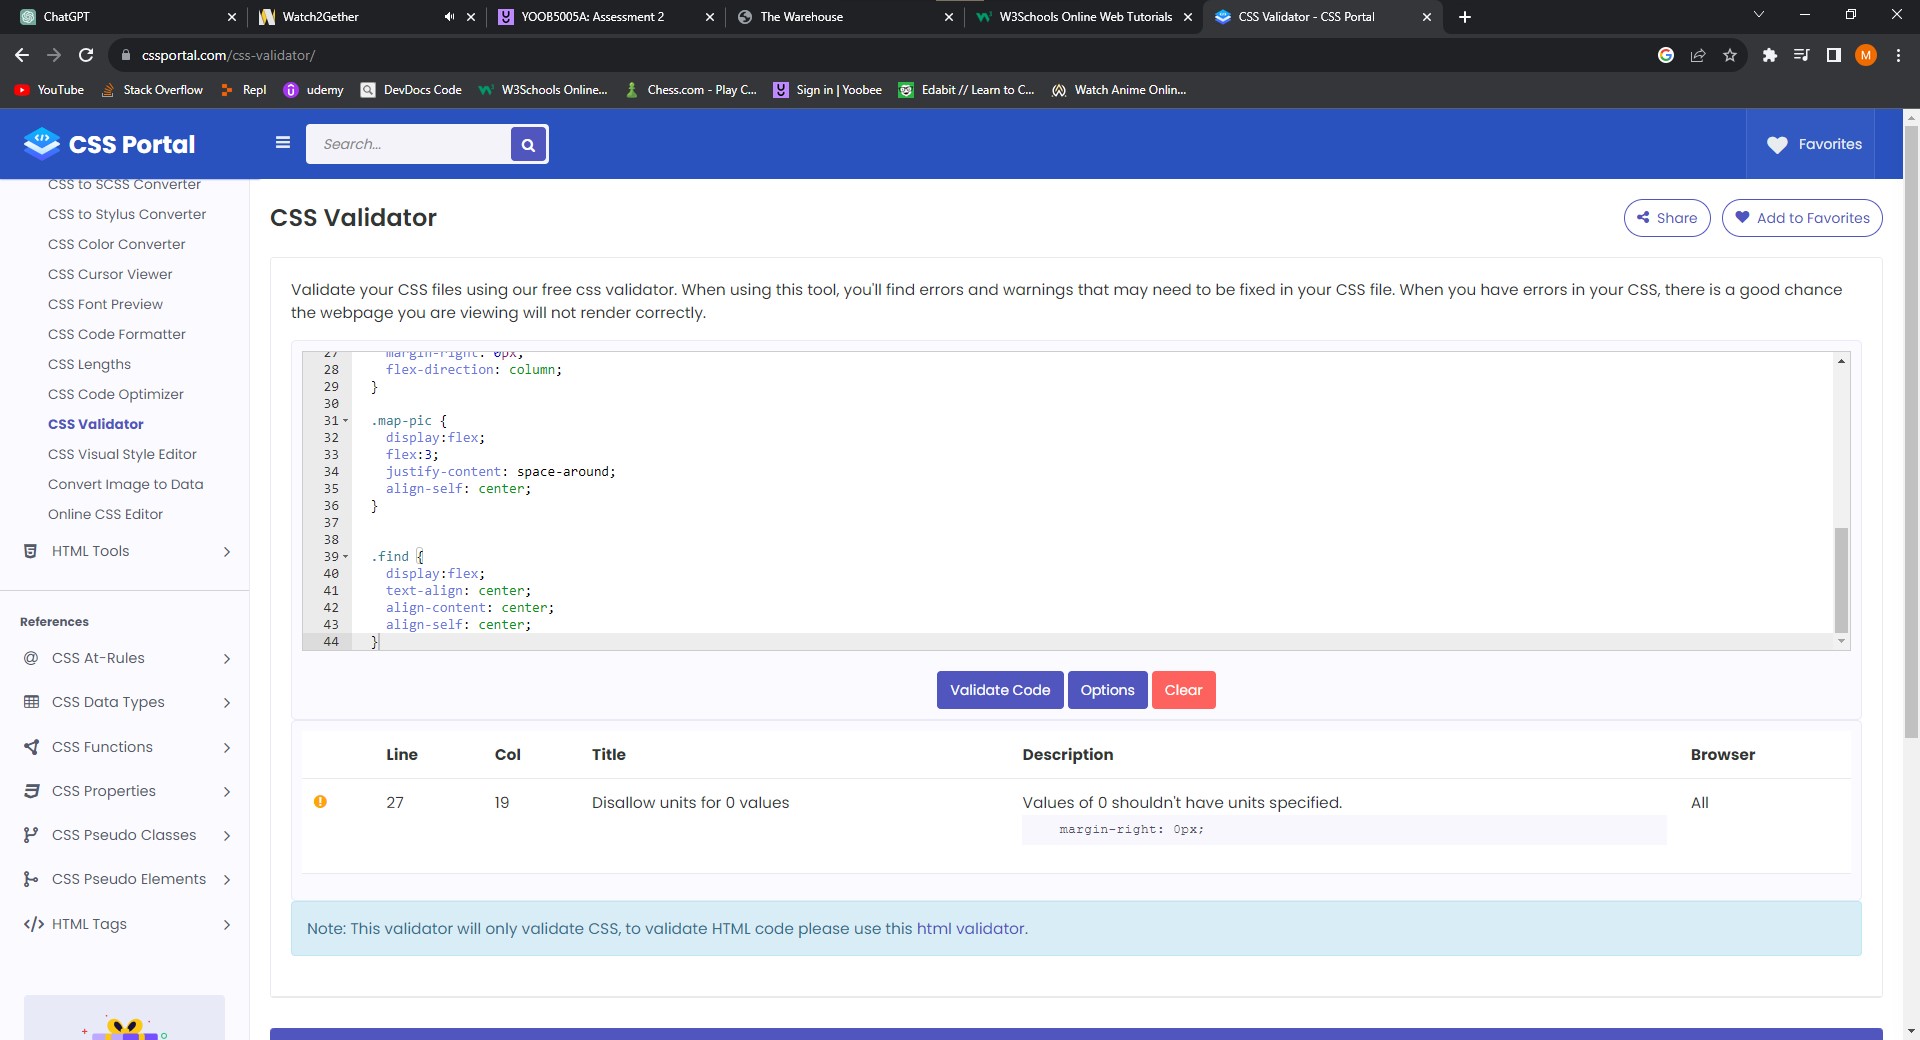 ChatGPT
Watch2Gether
YOOB5005A: Assessment 2
The Warehouse
W3Schools Online Web Tutorials
CSS Validator - CSS Portal
cssportal.com/css-validator/
G
M
YouTube
Stack Overflow
Repl
udemy
DevDocs Code
W3Schools Online...
Chess.com - Play C...
Sign in | Yoobee
Edabit // Learn to C...
Watch Anime Onlin...
CSS Portal
Search...
Favorites
CSS to SCSS Converter
CSS to Stylus Converter
CSS Color Converter
CSS Cursor Viewer
CSS Font Preview
CSS Code Formatter
CSS Lengths
CSS Code Optimizer
CSS Validator
CSS Visual Style Editor
Convert Image to Data
Online CSS Editor
HTML Tools
References
@ CSS At-Rules
CSS Data Types
CSS Functions
CSS Properties
CSS Pseudo Classes
CSS Pseudo Elements
</> HTML Tags
CSS Validator
Share
Add to Favorites
Validate your CSS files using our free css validator. When using this tool, you'll find errors and warnings that may need to be fixed in your CSS file. When you have errors in your CSS, there is a good chance
the webpage you are viewing will not render correctly.
27 margin-right: 0px;
28 flex-direction: column;
29 }
30
31 .map-pic {
32 display:flex;
33 flex:3;
34 justify-content: space-around;
35 align-self: center;
36 }
37
38
39 .find {
40 display:flex;
41 text-align: center;
42 align-content: center;
43 align-self: center;
44 }
Validate Code
Options
Clear
Line Col Title Description Browser
27 19 Disallow units for 0 values Values of 0 shouldn't have units specified. All
margin-right: 0px;
Note: This validator will only validate CSS, to validate HTML code please use this html validator.